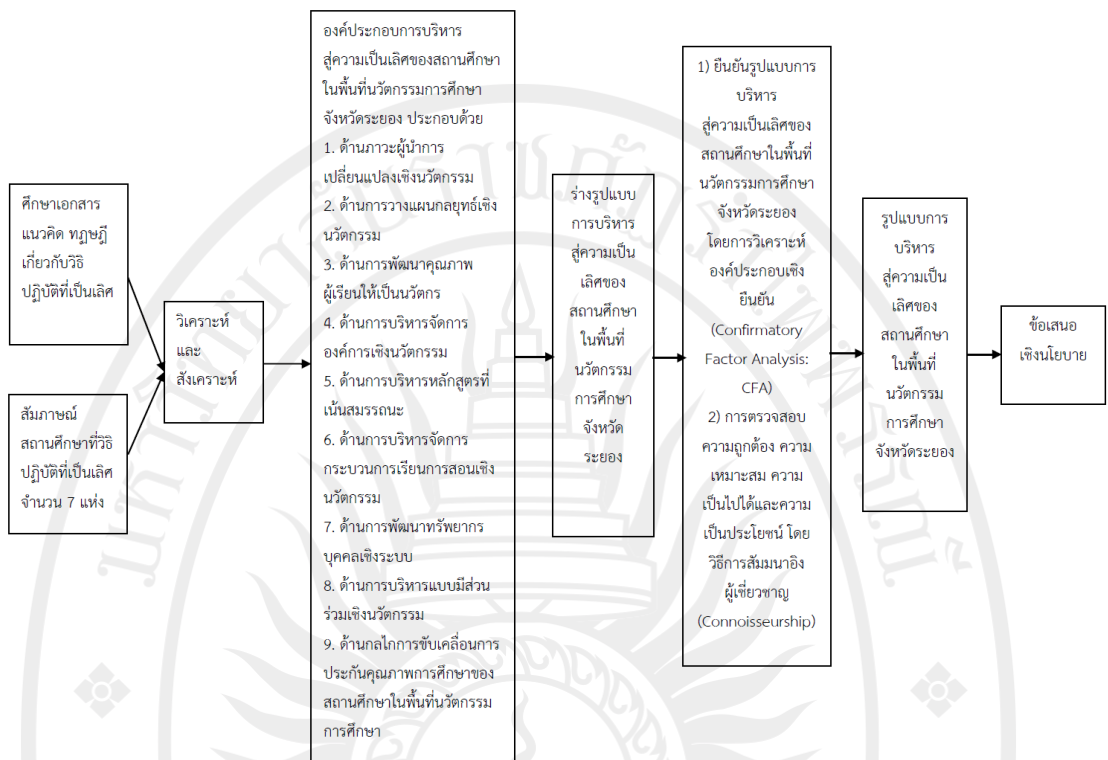 ศึกษาเอกสาร
แนวคิด ทฏษฎี
เกี่ยวกับวิธี
ปฏิบัติที่เป็นเลิศ
สัมภาษณ์
สถานศึกษาที่วิธี
ปฏิบัติที่เป็นเลิศ
จำนวน 7 แห่ง
วิเคราะห์
และ
สังเคราะห์
องค์ประกอบการบริหาร
สู่ความเป็นเลิศของสถานศึกษา
ในพื้นที่นวัตกรรมการศึกษา
จังหวัดระยอง ประกอบด้วย
1. ด้านภาวะผู้นำการ
เปลี่ยนแปลงเชิงนวัตกรรม
2. ด้านการวางแผนกลยุทธ์เชิง
นวัตกรรม
3. ด้านการพัฒนาคุณภาพ
ผู้เรียนให้เป็นนวัตกร
4. ด้านการบริหารจัดการ
องค์การเชิงนวัตกรรม
5. ด้านการบริหารหลักสูตรที่
เน้นสมรรถนะ
6. ด้านการบริหารจัดการ
กระบวนการเรียนการสอนเชิง
นวัตกรรม
7. ด้านการพัฒนาทรัพยากร
บุคคลเชิงระบบ
8. ด้านการบริหารแบบมีส่วน
ร่วมเชิงนวัตกรรม
9. ด้านกลไกการขับเคลื่อนการ
ประกันคุณภาพการศึกษาของ
สถานศึกษาในพื้นที่นวัตกรรม
การศึกษา
ร่างรูปแบบ
การบริหาร
สู่ความเป็น
เลิศของ
สถานศึกษา
ในพื้นที่
นวัตกรรม
การศึกษา
จังหวัด
ระยอง
1) ยืนยันรูปแบบการ
บริหาร
สู่ความเป็นเลิศของ
สถานศึกษาในพื้นที่
นวัตกรรมการศึกษา
จังหวัดระยอง
โดยการวิเคราะห์
องค์ประกอบเชิง
ยืนยัน
(Confirmatory
Factor Analysis:
CFA)
2) การตรวจสอบ
ความถูกต้อง ความ
เหมาะสม ความ
เป็นไปได้และความ
เป็นประโยชน์ โดย
วิธีการสัมมนาอิง
ผู้เชี่ยวชาญ
(Connoisseurship)
รูปแบบการ
บริหาร
สู่ความเป็น
เลิศของ
สถานศึกษา
ในพื้นที่
นวัตกรรม
การศึกษา
จังหวัดระยอง
ข้อเสนอ
เชิงนโยบาย